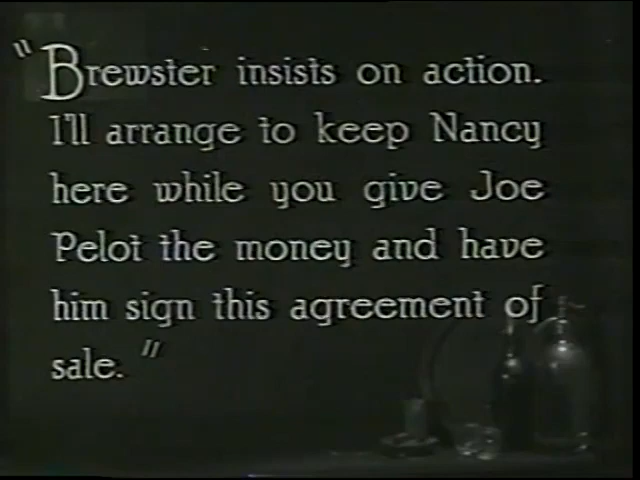 "Brewster insists on action.
I'll arrange to keep Nancy
here while you give Joe
Pelot the money and have
him sign this agreement of
sale."